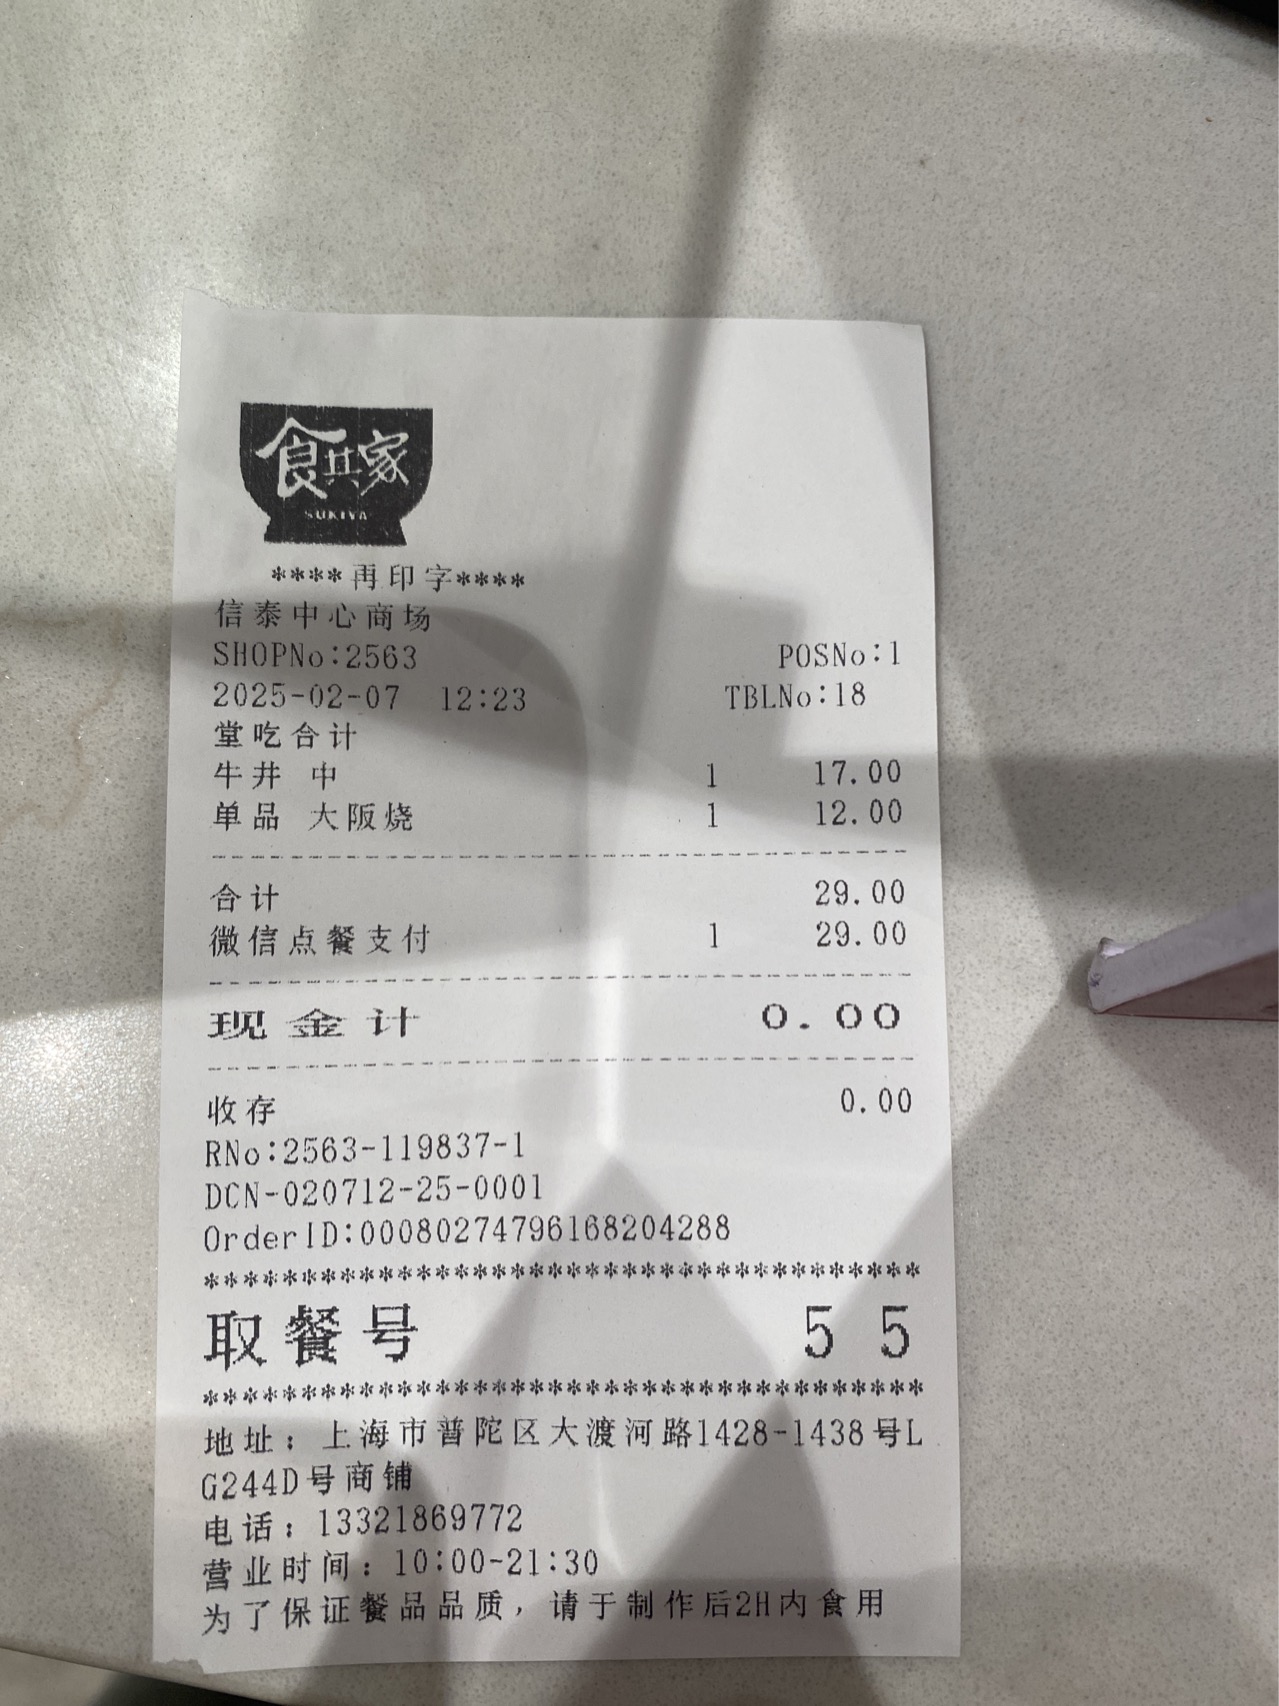 食其家
SUKIYA
****再印字****
信泰中心商场
SHOPNo:2563 POSNo:1
2025-02-07 12:23 TBLNo:18
堂吃合计
牛丼 中 1 17.00
单品 大阪烧 1 12.00
合计 29.00
微信点餐支付 1 29.00
现金计 0.00
收存 0.00
RNo:2563-119837-1
DCN-020712-25-0001
OrderID:00080274796168204288
*************************************
取餐号 55
*************************************
地址：上海市普陀区大渡河路1428-1438号L
G244D号商铺
电话：13321869772
营业时间：10:00-21:30
为了保证餐品品质，请于制作后2H内食用